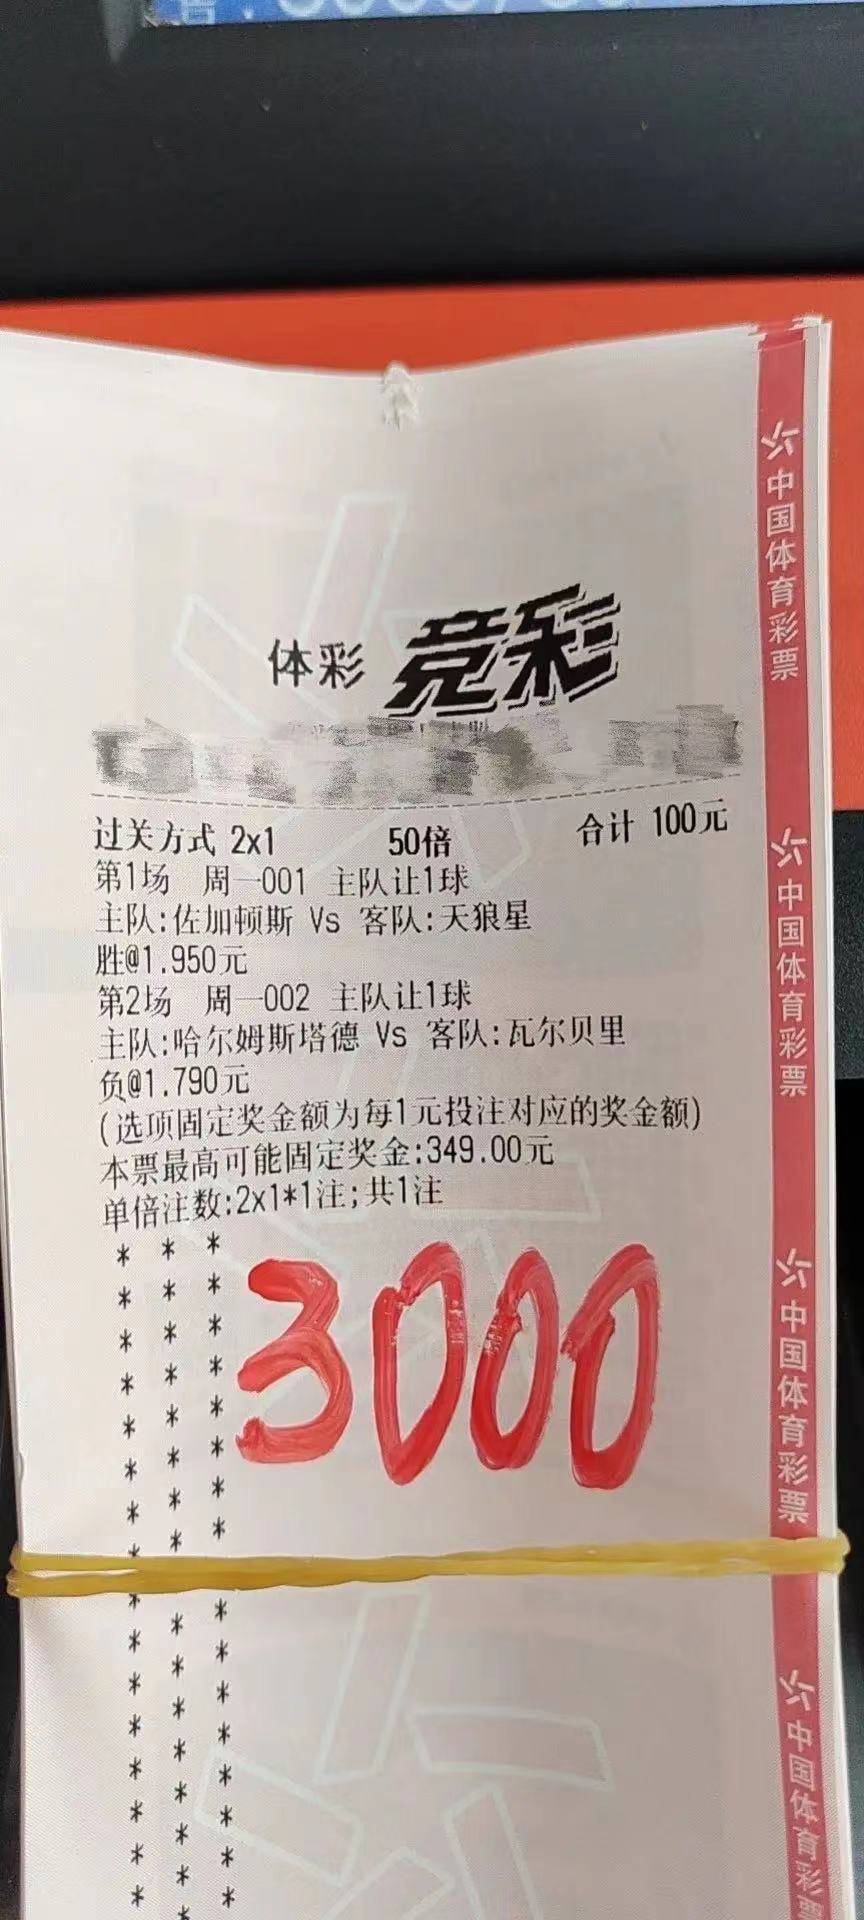 体彩 竞彩
过关方式 2x1 50倍 合计 100元
第1场 周一001 主队让1球
主队:佐加顿斯 Vs 客队:天狼星
胜@1.950元
第2场 周一002 主队让1球
主队:哈尔姆斯塔德 Vs 客队:瓦尔贝里
负@1.790元
(选项固定奖金额为每1元投注对应的奖金额)
本票最高可能固定奖金:349.00元
单倍注数:2x1*1注;共1注
3000
中国体育彩票
中国体育彩票
中国体育彩票
中国体育彩票